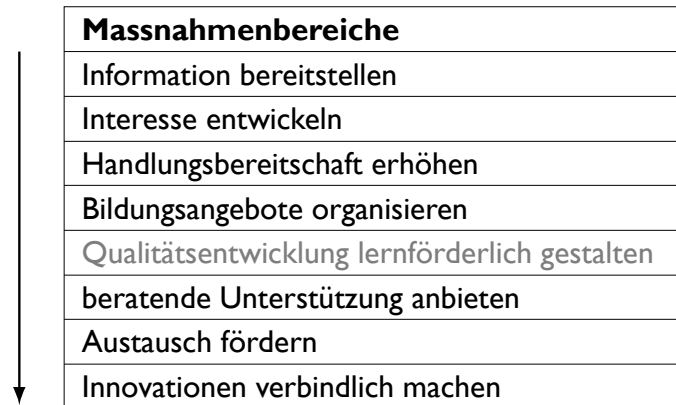 Massnahmenbereiche
Information bereitstellen
Interesse entwickeln
Handlungsbereitschaft erhöhen
Bildungsangebote organisieren
Qualitätsentwicklung lernförderlich gestalten
beratende Unterstützung anbieten
Austausch fördern
Innovationen verbindlich machen